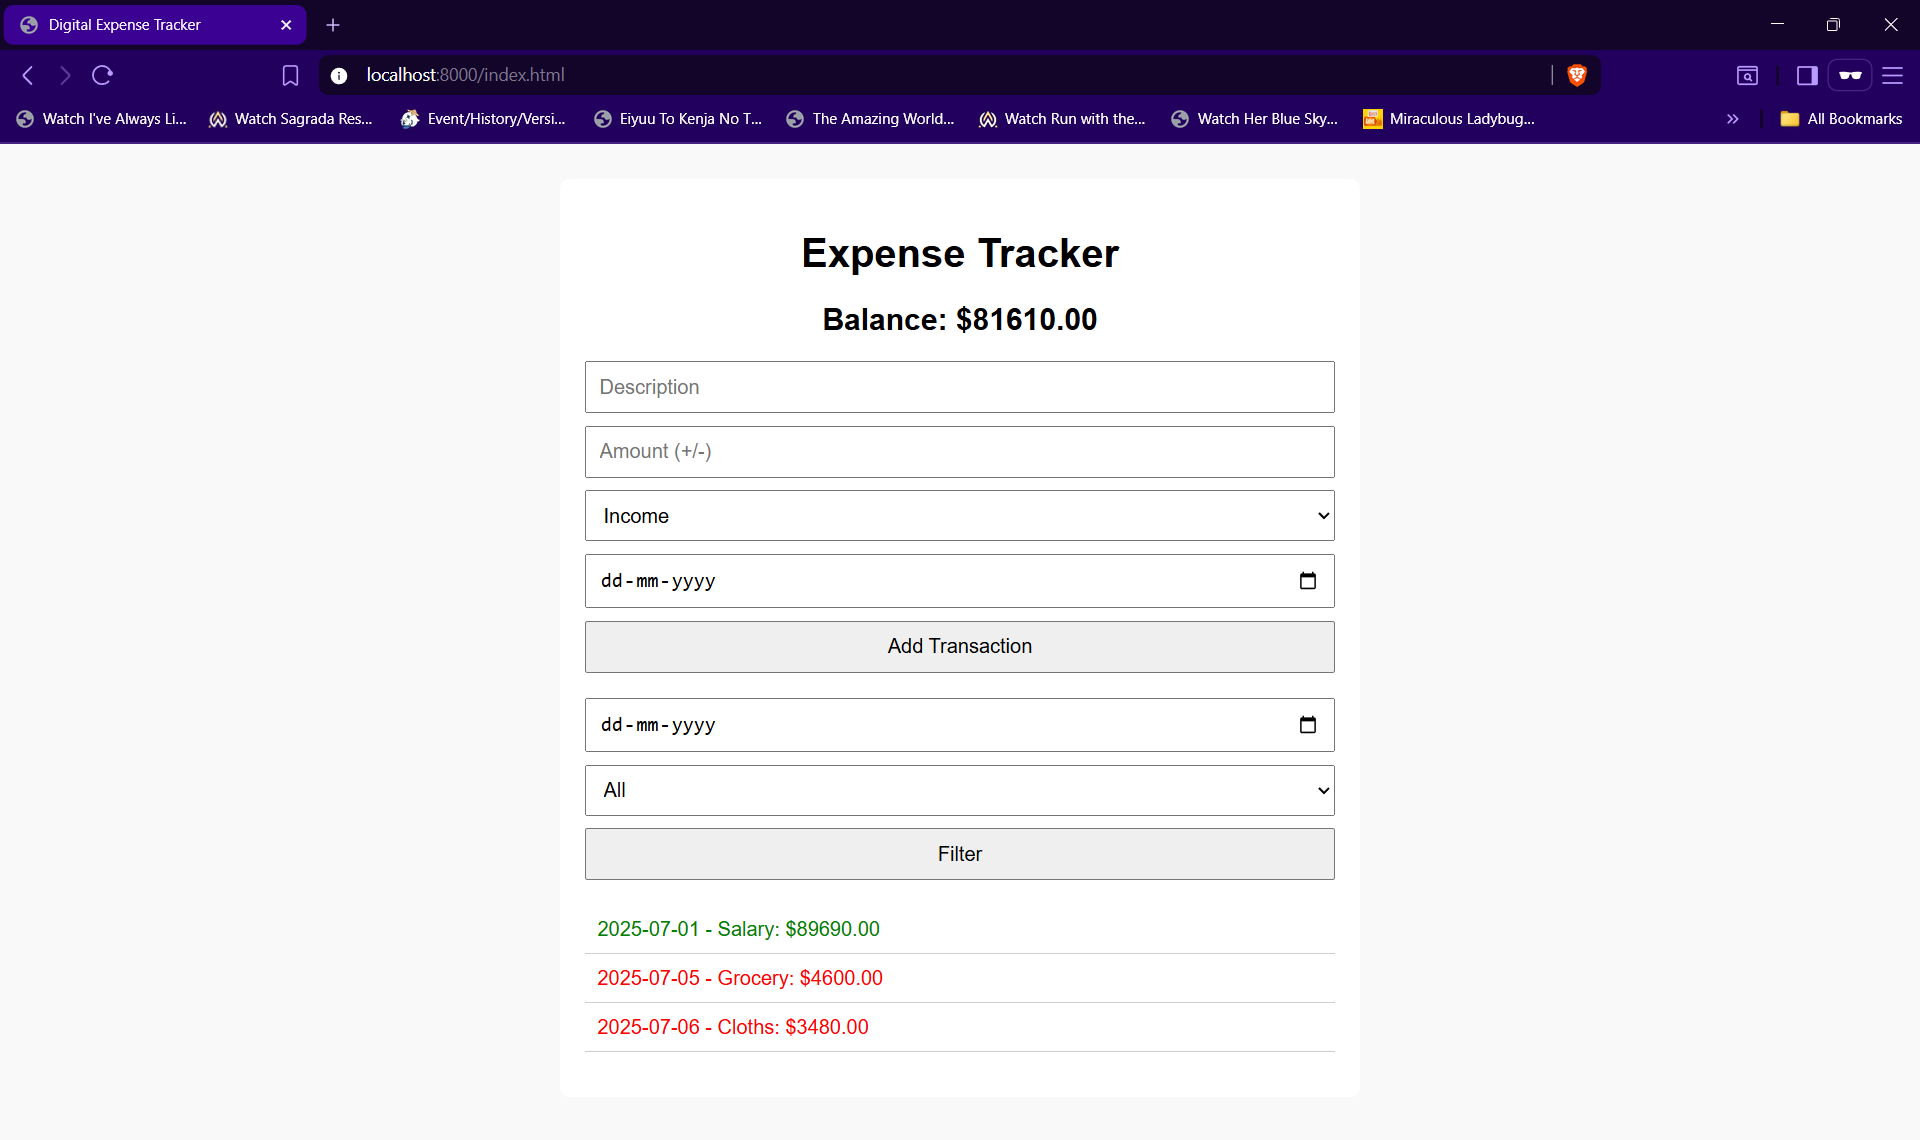 Digital Expense Tracker
localhost:8000/index.html
Watch I've Always Li... Watch Sagrada Res... Event/History/Versi... Eiyuu To Kenja No T... The Amazing World... Watch Run with the... Watch Her Blue Sky... Miraculous Ladybug... » All Bookmarks
Expense Tracker
Balance: $81610.00
Description
Amount (+/-)
Income
dd-mm-yyyy
Add Transaction
dd-mm-yyyy
All
Filter
2025-07-01 - Salary: $89690.00
2025-07-05 - Grocery: $4600.00
2025-07-06 - Cloths: $3480.00